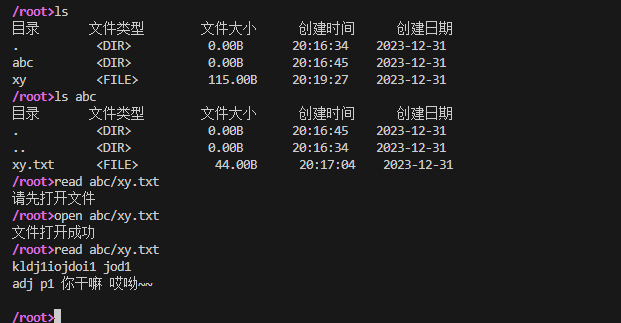 /root>ls
目录 文件类型 文件大小 创建时间 创建日期
. <DIR> 0.00B 20:16:34 2023-12-31
abc <DIR> 0.00B 20:16:45 2023-12-31
xy <FILE> 115.00B 20:19:27 2023-12-31
/root>ls abc
目录 文件类型 文件大小 创建时间 创建日期
. <DIR> 0.00B 20:16:45 2023-12-31
.. <DIR> 0.00B 20:16:34 2023-12-31
xy.txt <FILE> 44.00B 20:17:04 2023-12-31
/root>read abc/xy.txt
请先打开文件
/root>open abc/xy.txt
文件打开成功
/root>read abc/xy.txt
kldj1iojdoi1 jod1
adj p1 你干嘛 哎呦~~
/root>